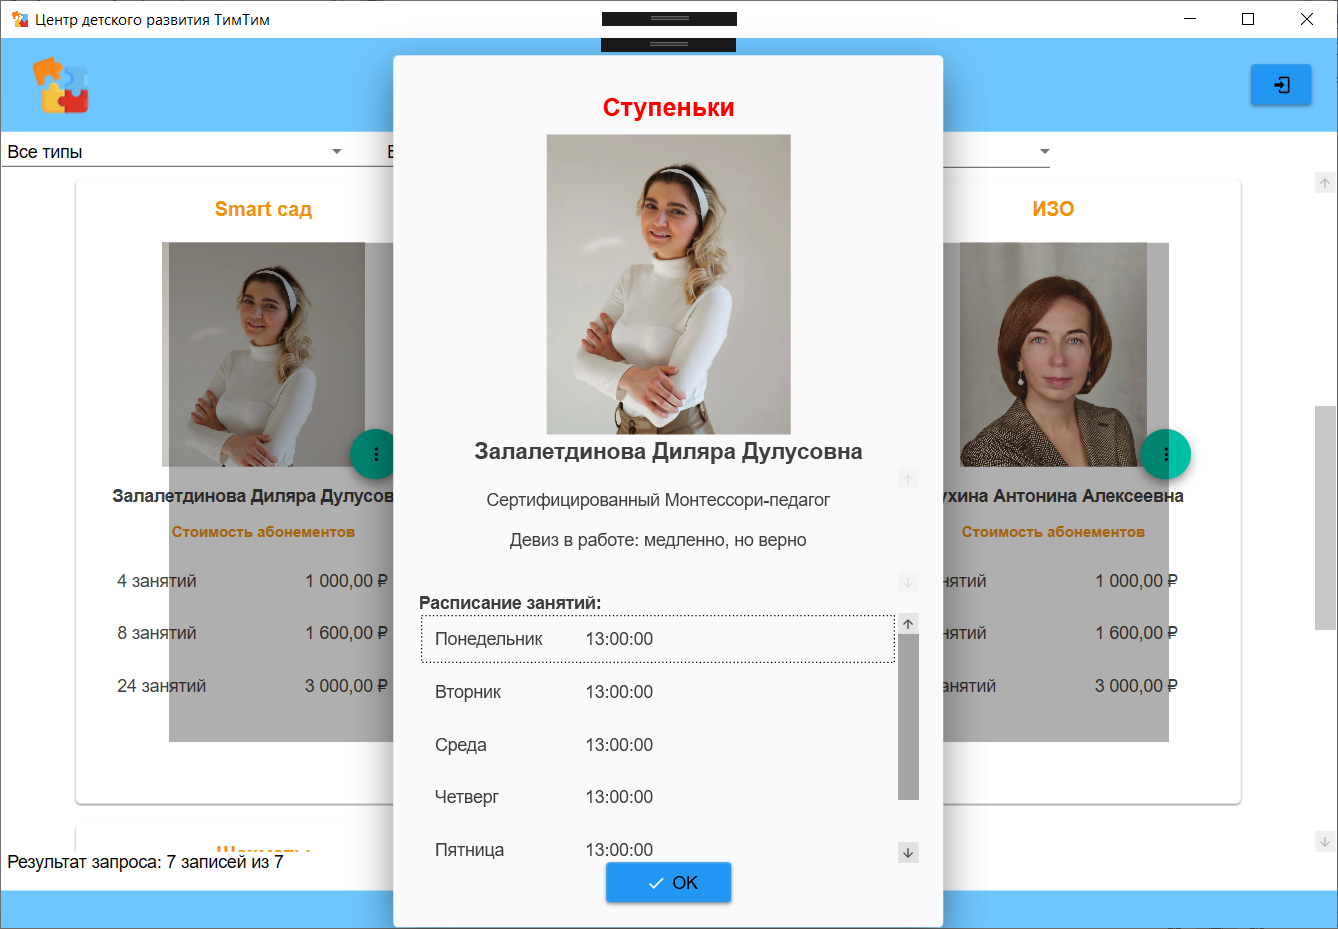 Центр детского развития ТимТим
Все типы
Smart сад
Залалетдинова Диляра
Стоимость абонементов
4 занятий 1 000,00 ₽
8 занятий 1 600,00 ₽
24 занятий 3 000,00 ₽
Ступеньки
Залалетдинова Диляра Дулусовна
Сертифицированный Монтессори-педагог
Девиз в работе: медленно, но верно
Расписание занятий:
Понедельник 13:00:00
Вторник 13:00:00
Среда 13:00:00
Четверг 13:00:00
Пятница 13:00:00
OK
ИЗО
Антонина Алексеевна
Стоимость абонементов
1 000,00 ₽
1 600,00 ₽
3 000,00 ₽
Результат запроса: 7 записей из 7